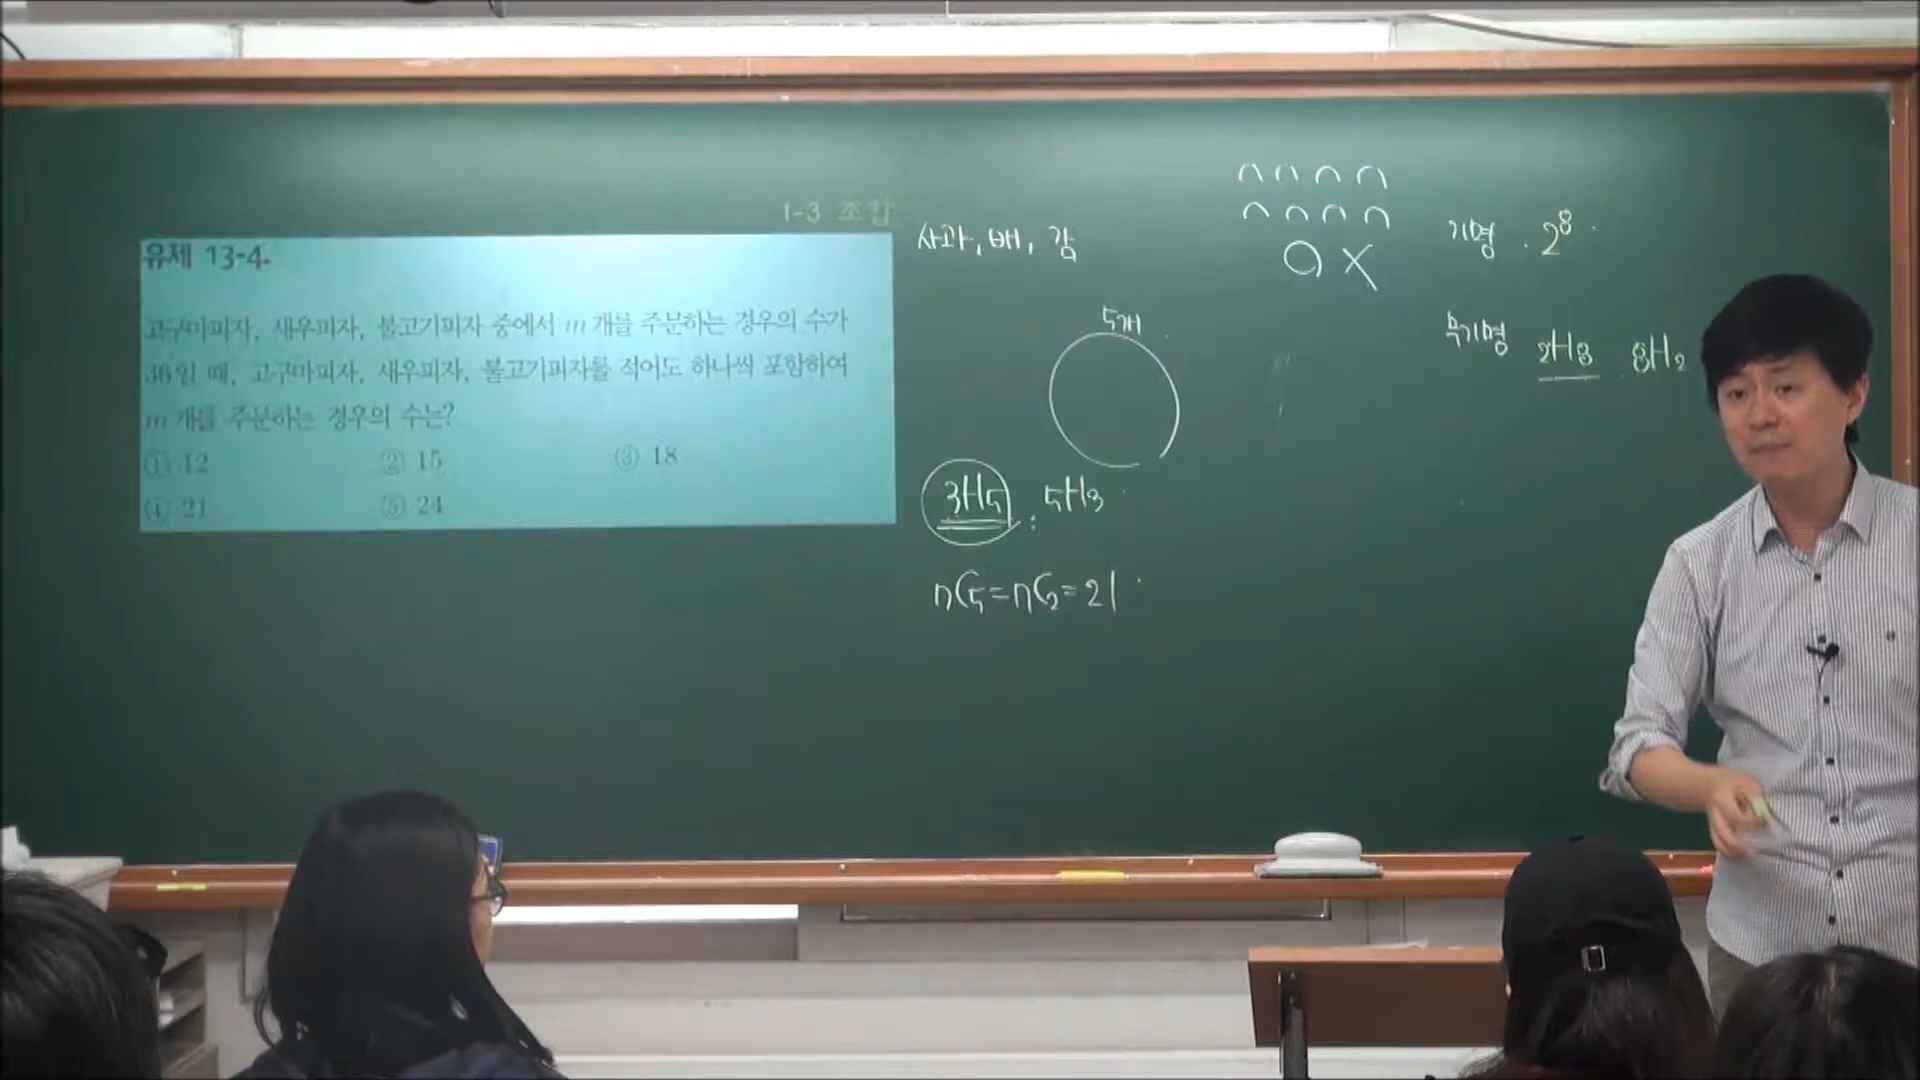 1-3 조합
유제 13-4.
고구마피자, 새우피자, 불고기피자 중에서 m개를 주문하는 경우의 수가
36일 때, 고구마피자, 새우피자, 불고기피자를 적어도 하나씩 포함하여
m개를 주문하는 경우의 수는?
① 12 ② 15 ③ 18
④ 21 ⑤ 24
사과, 배, 감
5개
3H5 : 5H3
7C5=7C2=21
O X
기명 . 2⁸
무기명 2H8 8H2